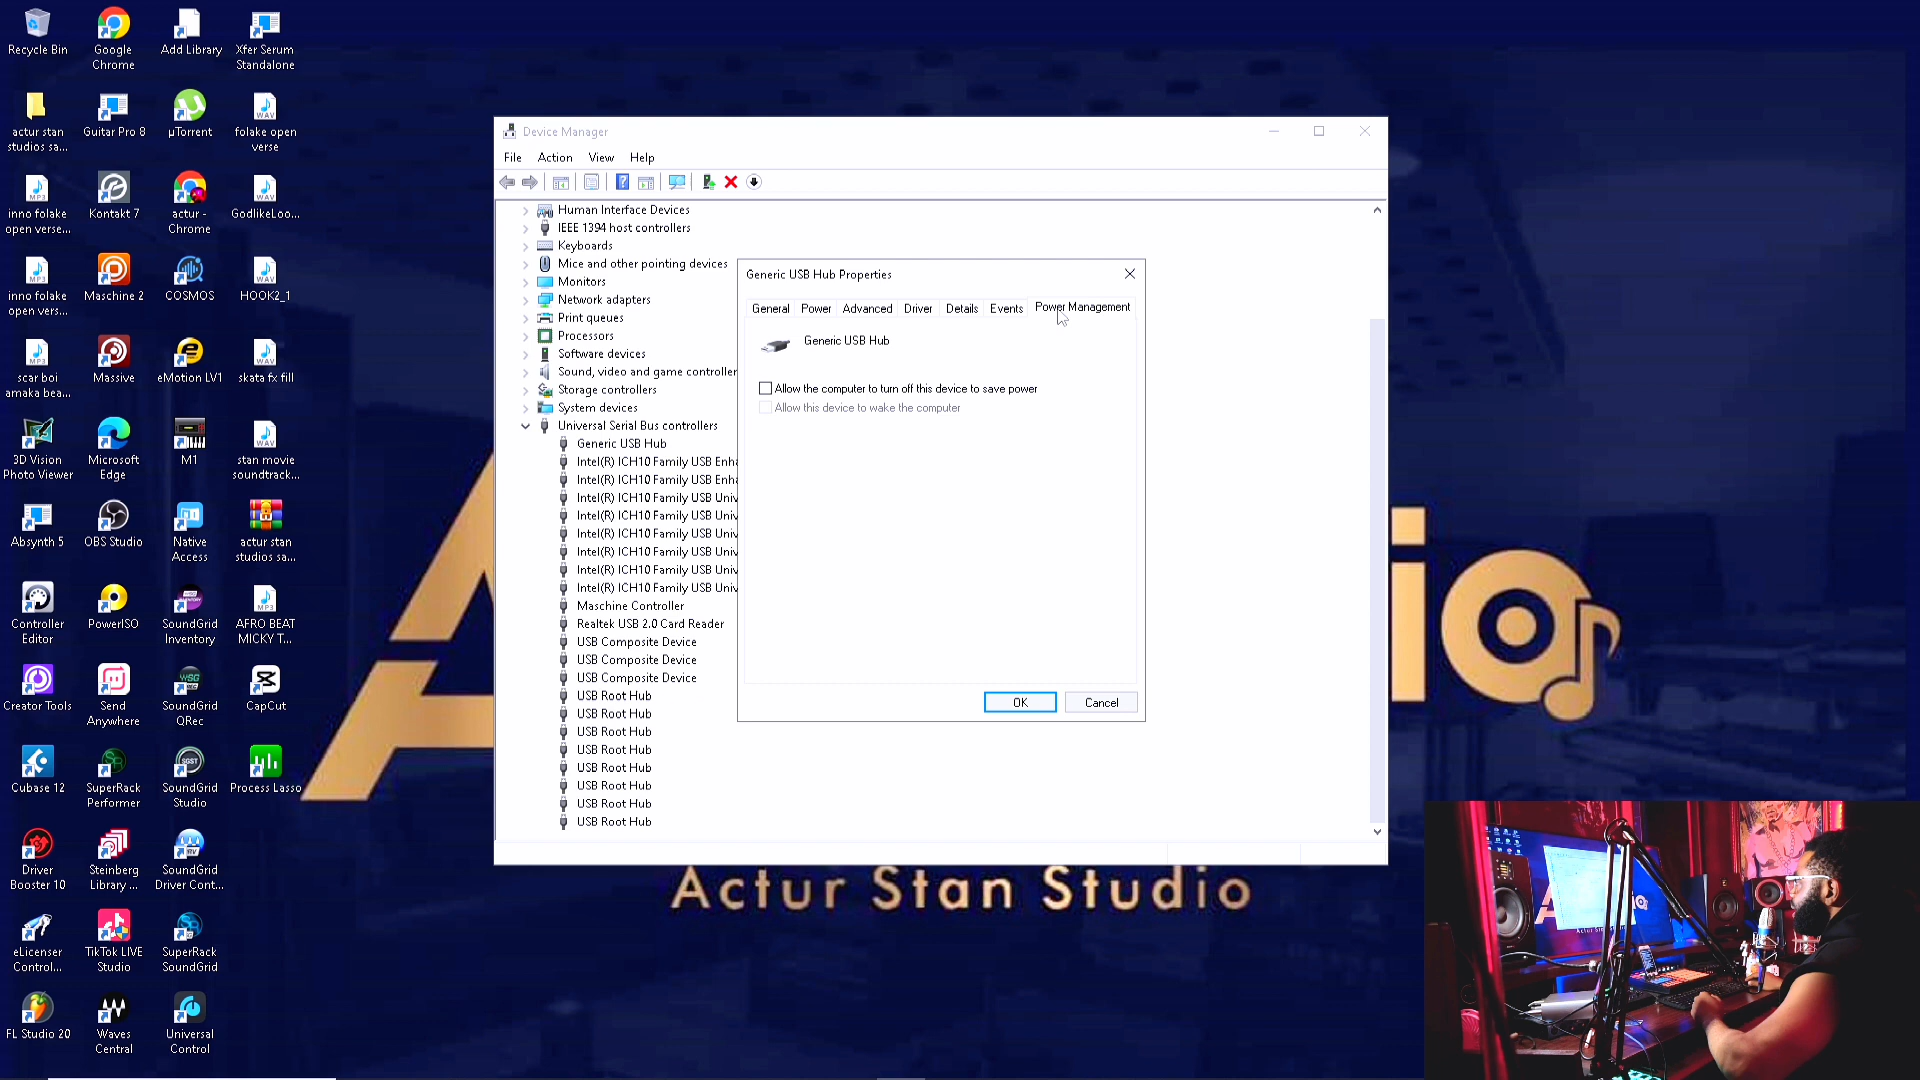 Recycle Bin
Google
Chrome
Add Library
Xfer Serum
Standalone
actur stan
studios sa...
Guitar Pro 8
µTorrent
folake open
verse
inno folake
open verse...
Kontakt 7
actur -
Chrome
GodlikeLoo...
inno folake
open vers...
Maschine 2
COSMOS
HOOK2_1
scar boi
amaka bea...
Massive
eMotion LV1
skata fx fill
3D Vision
Photo Viewer
Microsoft
Edge
M1
stan movie
soundtrack...
Absynth 5
OBS Studio
Native
Access
actur stan
studios sa...
Controller
Editor
PowerISO
SoundGrid
Inventory
AFRO BEAT
MICKY T...
Creator Tools
Send
Anywhere
SoundGrid
QRec
CapCut
Cubase 12
SuperRack
Performer
SoundGrid
Studio
Process Lasso
Driver
Booster 10
Steinberg
Library ...
SoundGrid
Driver Cont...
eLicenser
Control...
TikTok LIVE
Studio
SuperRack
SoundGrid
FL Studio 20
Waves
Central
Universal
Control
Device Manager
File Action View Help
Human Interface Devices
IEEE 1394 host controllers
Keyboards
Mice and other pointing devices
Monitors
Network adapters
Print queues
Processors
Software devices
Sound, video and game controller
Storage controllers
System devices
Universal Serial Bus controllers
Generic USB Hub
Intel(R) ICH10 Family USB Enha
Intel(R) ICH10 Family USB Enha
Intel(R) ICH10 Family USB Univ
Intel(R) ICH10 Family USB Univ
Intel(R) ICH10 Family USB Univ
Intel(R) ICH10 Family USB Univ
Intel(R) ICH10 Family USB Univ
Intel(R) ICH10 Family USB Univ
Maschine Controller
Realtek USB 2.0 Card Reader
USB Composite Device
USB Composite Device
USB Composite Device
USB Root Hub
USB Root Hub
USB Root Hub
USB Root Hub
USB Root Hub
USB Root Hub
USB Root Hub
USB Root Hub
Generic USB Hub Properties
General Power Advanced Driver Details Events Power Management
Generic USB Hub
Allow the computer to turn off this device to save power
Allow this device to wake the computer
OK Cancel
Actur Stan Studio